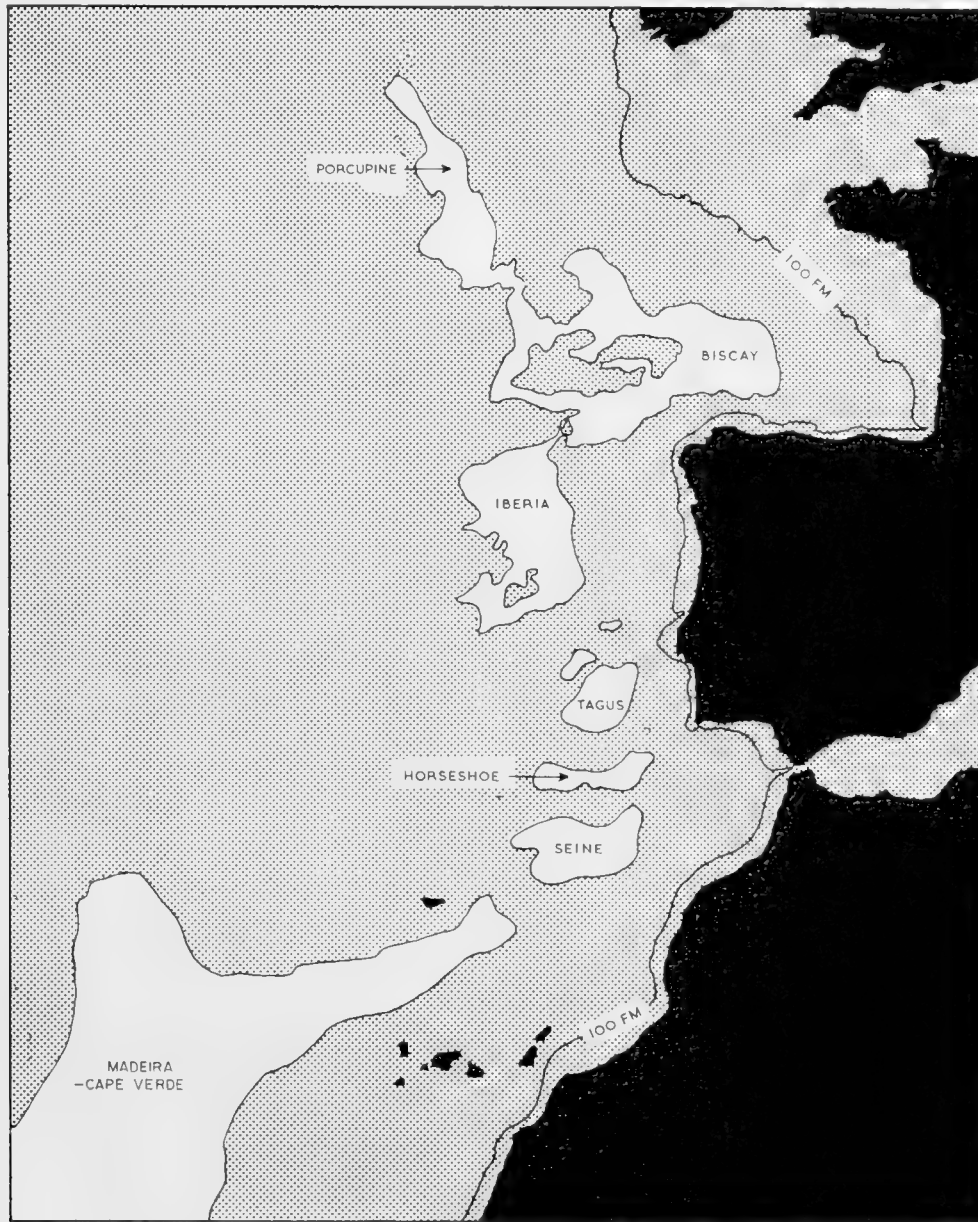 PORCUPINE
100 FM
BISCAY
IBERIA
TAGUS
HORSESHOE
SEINE
100 FM
MADEIRA
-CAPE VERDE